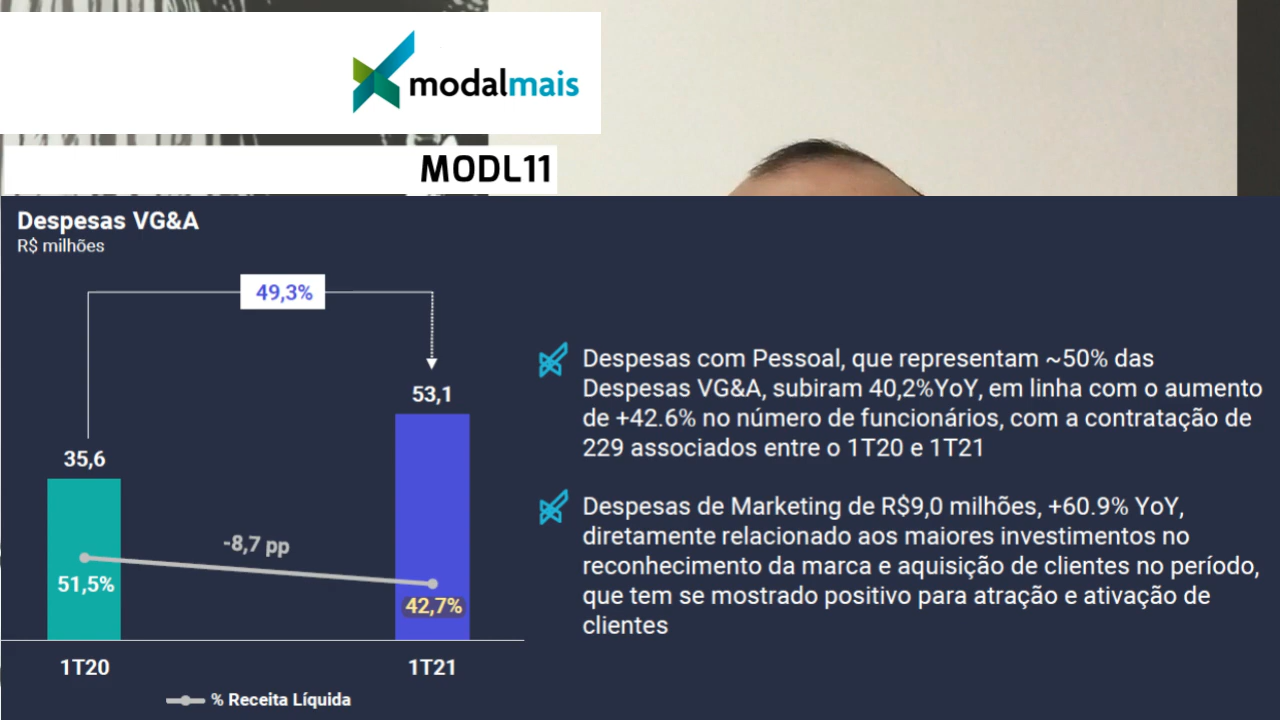 modalmais
MODL11
Despesas VG&A
R$ milhões
49,3%
53,1
35,6
-8,7 pp
51,5%
42,7%
1T20
1T21
% Receita Líquida
Despesas com Pessoal, que representam ~50% das
Despesas VG&A, subiram 40,2%YoY, em linha com o aumento
de +42.6% no número de funcionários, com a contratação de
229 associados entre o 1T20 e 1T21
Despesas de Marketing de R$9,0 milhões, +60.9% YoY,
diretamente relacionado aos maiores investimentos no
reconhecimento da marca e aquisição de clientes no período,
que tem se mostrado positivo para atração e ativação de
clientes